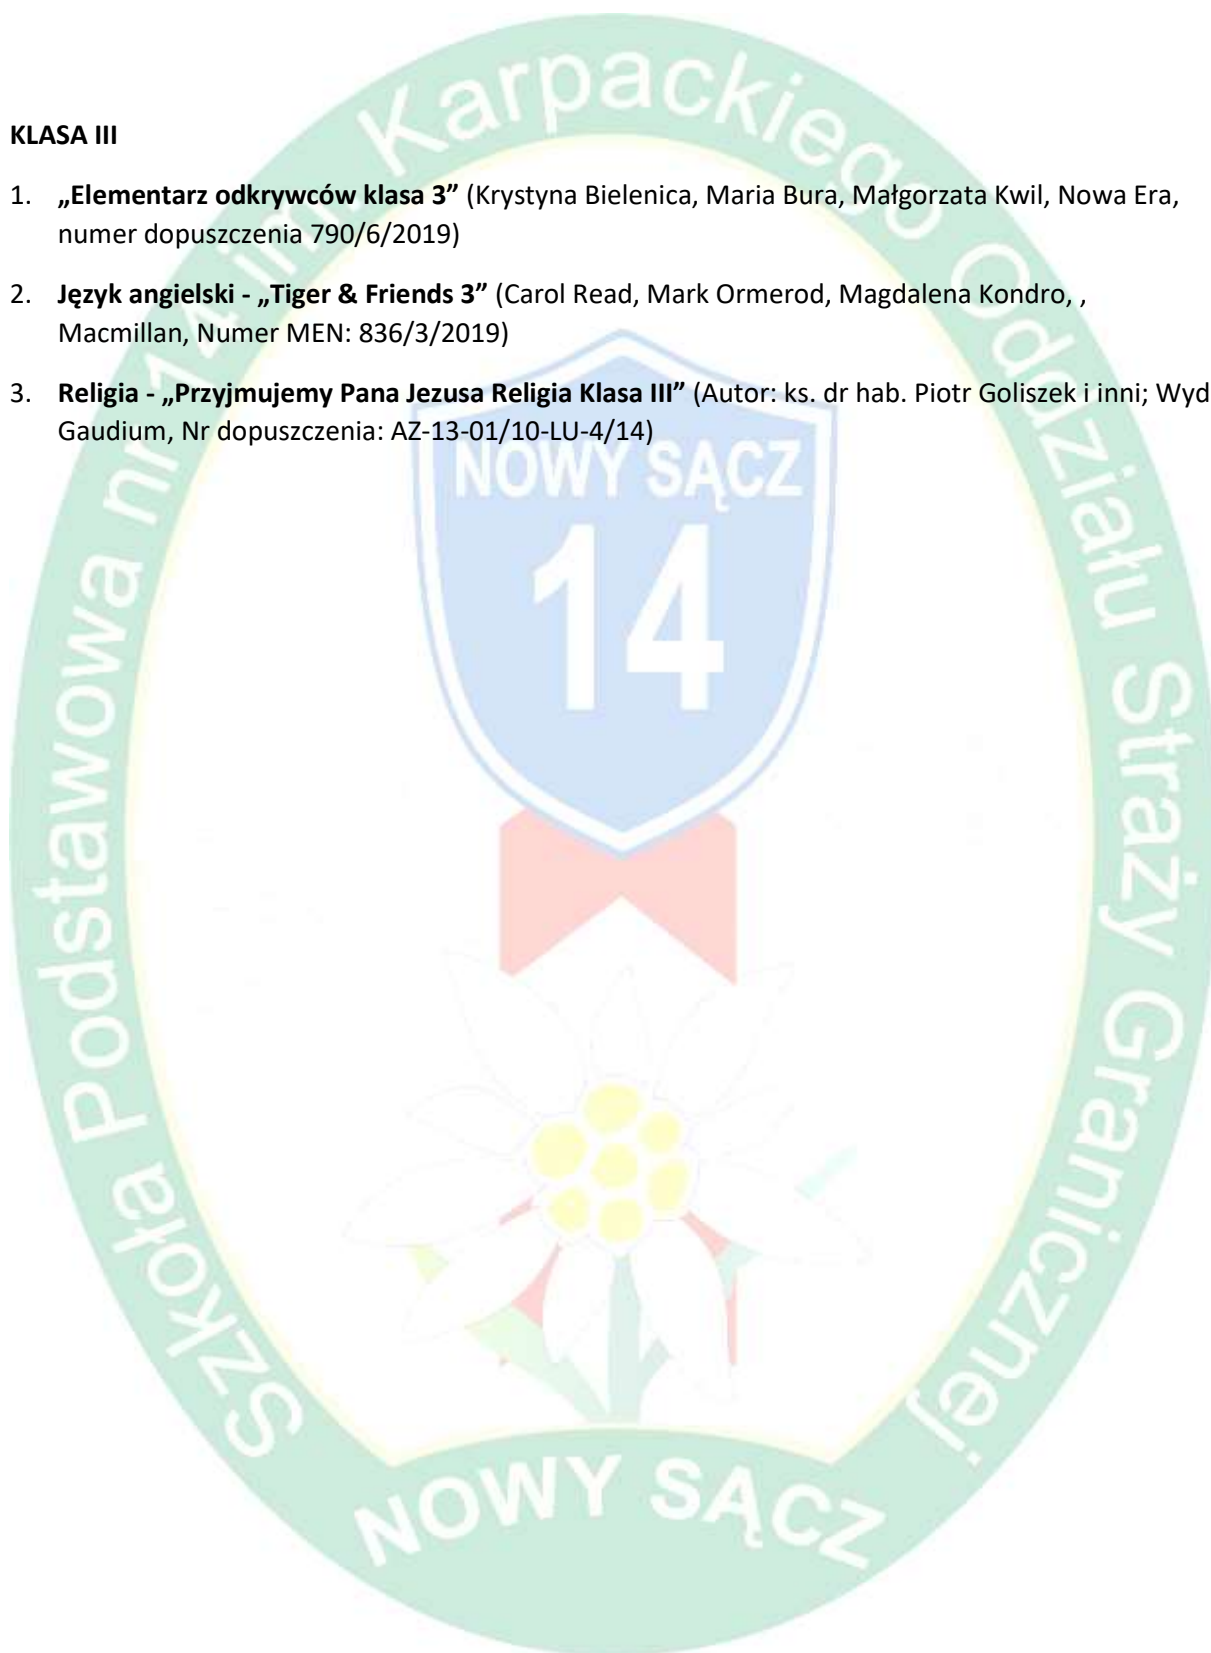 KLASA III
1. „Elementarz odkrywców klasa 3” (Krystyna Bielenica, Maria Bura, Małgorzata Kwil, Nowa Era,
numer dopuszczenia 790/6/2019)
2. Język angielski - „Tiger & Friends 3” (Carol Read, Mark Ormerod, Magdalena Kondro, ,
Macmillan, Numer MEN: 836/3/2019)
3. Religia - „Przyjmujemy Pana Jezusa Religia Klasa III” (Autor: ks. dr hab. Piotr Goliszek i inni; Wyd
Gaudium, Nr dopuszczenia: AZ-13-01/10-LU-4/14)
Szkoła Podstawowa nr 14 im. Karpackiego Oddziału Straży Granicznej
NOWY SĄCZ
14
NOWY SĄCZ